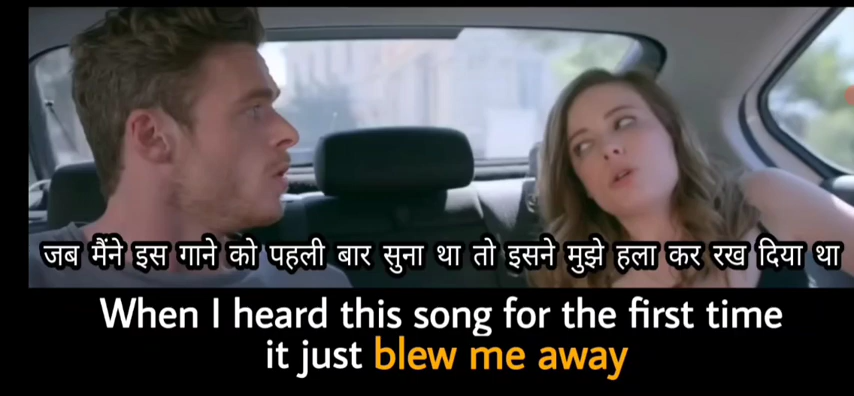 जब मैंने इस गाने को पहली बार सुना था तो इसने मुझे हला कर रख दिया था
When I heard this song for the first time
it just blew me away